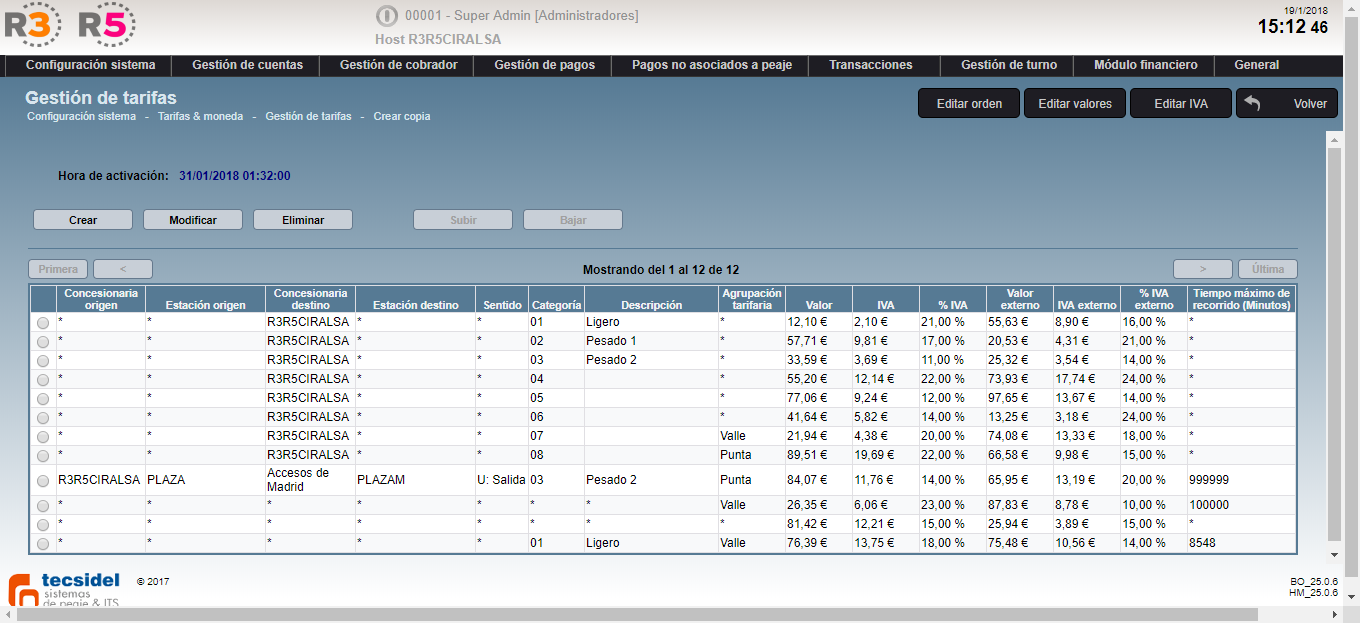 R3 R5
00001 - Super Admin [Administradores]
Host R3R5CIRALSA
19/1/2018
15:12 46
Configuración sistema Gestión de cuentas Gestión de cobrador Gestión de pagos Pagos no asociados a peaje Transacciones Gestión de turno Módulo financiero General
Gestión de tarifas
Configuración sistema - Tarifas & moneda - Gestión de tarifas - Crear copia
Editar orden Editar valores Editar IVA Volver
Hora de activación: 31/01/2018 01:32:00
Crear Modificar Eliminar Subir Bajar
Primera < Mostrando del 1 al 12 de 12 > Última
Concesionaria origen Estación origen Concesionaria destino Estación destino Sentido Categoría Descripción Agrupación tarifaria Valor IVA % IVA Valor externo IVA externo % IVA externo Tiempo máximo de recorrido (Minutos)
* * R3R5CIRALSA * * 01 Ligero * 12,10 € 2,10 € 21,00 % 55,63 € 8,90 € 16,00 % *
* * R3R5CIRALSA * * 02 Pesado 1 * 57,71 € 9,81 € 17,00 % 20,53 € 4,31 € 21,00 % *
* * R3R5CIRALSA * * 03 Pesado 2 * 33,59 € 3,69 € 11,00 % 25,32 € 3,54 € 14,00 % *
* * R3R5CIRALSA * * 04 * 55,20 € 12,14 € 22,00 % 73,93 € 17,74 € 24,00 % *
* * R3R5CIRALSA * * 05 * 77,06 € 9,24 € 12,00 % 97,65 € 13,67 € 14,00 % *
* * R3R5CIRALSA * * 06 * 41,64 € 5,82 € 14,00 % 13,25 € 3,18 € 24,00 % *
* * R3R5CIRALSA * * 07 Valle 21,94 € 4,38 € 20,00 % 74,08 € 13,33 € 18,00 % *
* * R3R5CIRALSA * * 08 Punta 89,51 € 19,69 € 22,00 % 66,58 € 9,98 € 15,00 % *
R3R5CIRALSA PLAZA Accesos de Madrid PLAZAM U: Salida 03 Pesado 2 Punta 84,07 € 11,76 € 14,00 % 65,95 € 13,19 € 20,00 % 999999
* * * * * * * Valle 26,35 € 6,06 € 23,00 % 87,83 € 8,78 € 10,00 % 100000
* * * * * * * * 81,42 € 12,21 € 15,00 % 25,94 € 3,89 € 15,00 % *
* * * * * 01 Ligero Valle 76,39 € 13,75 € 18,00 % 75,48 € 10,56 € 14,00 % 8548
tecsidel © 2017
sistemas
de peaje & ITS
BO_25.0.6
HM_25.0.6